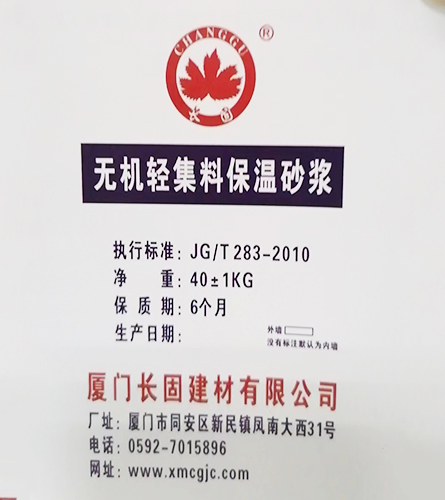 CHANGGU
®
长固
无机轻集料保温砂浆
执行标准：JG/T 283-2010
净 重：40±1KG
保 质 期：6个月
生产日期：
外墙
没有标注默认为内墙
厦门长固建材有限公司
厂址：厦门市同安区新民镇凤南大西31号
电话：0592-7015896
网址：www.xmcgjc.com